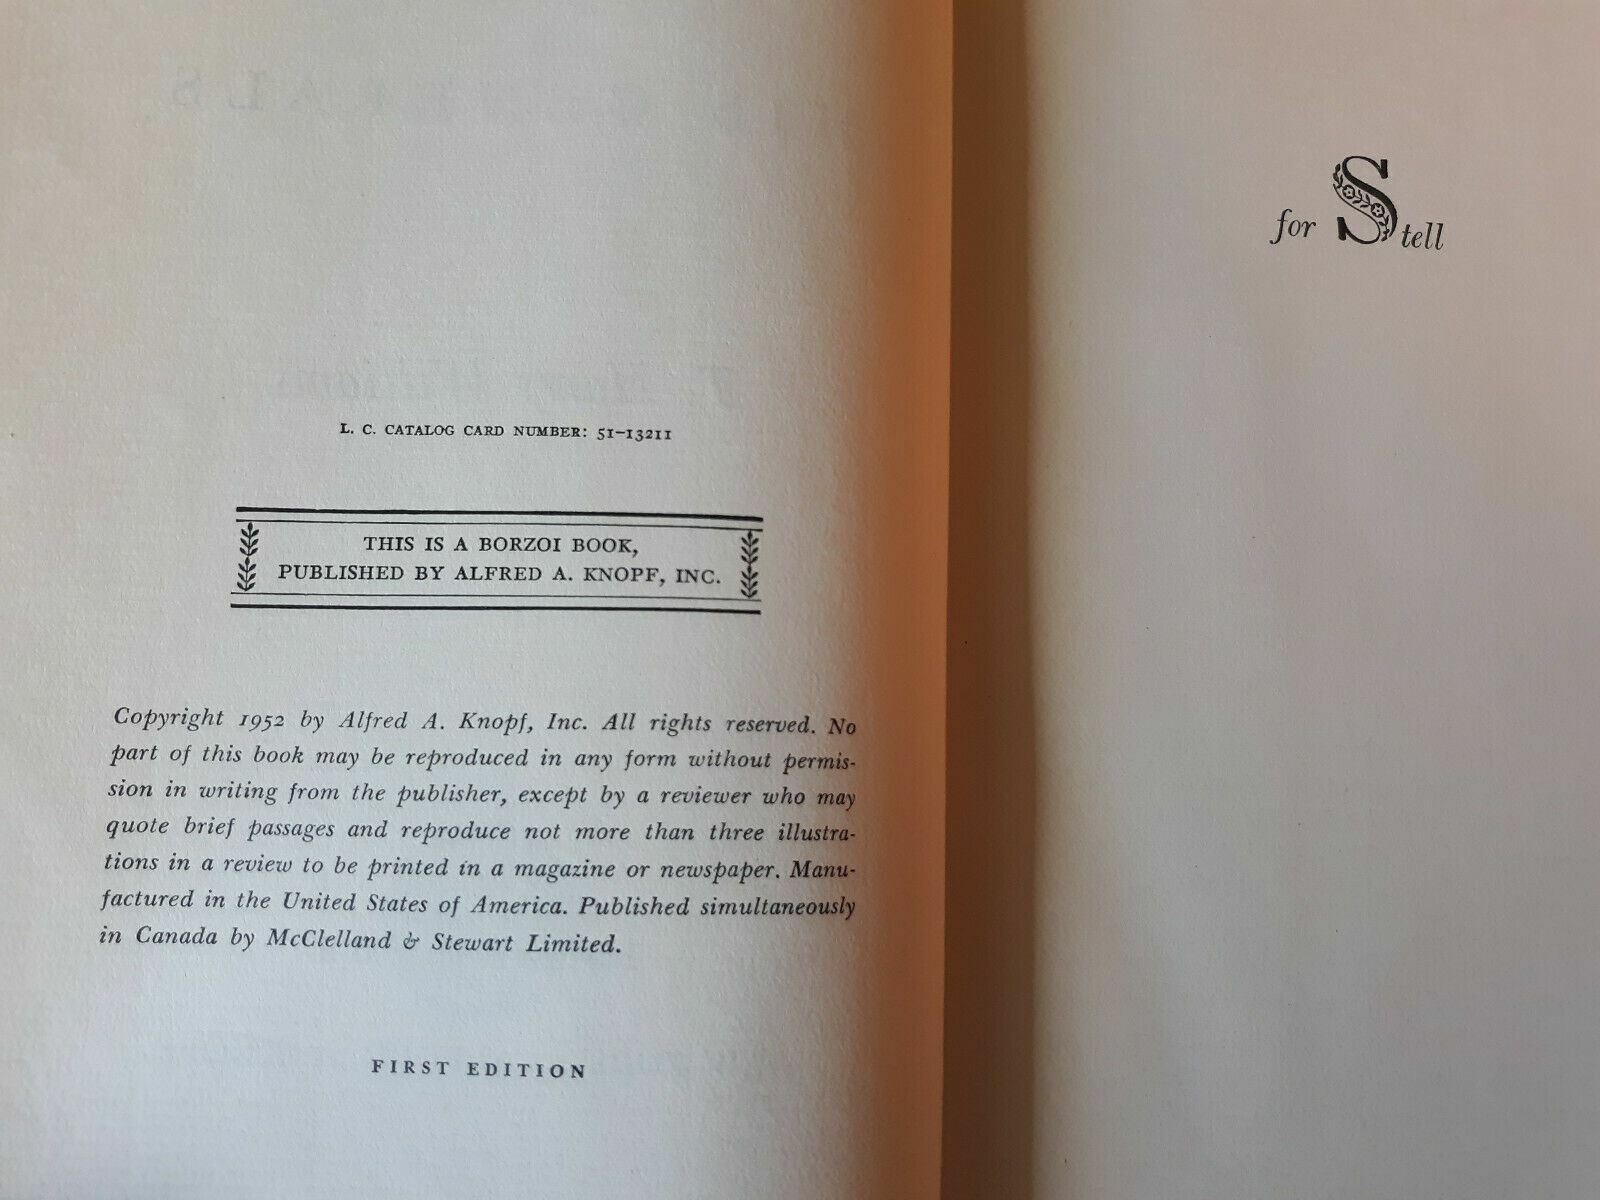 L. C. CATALOG CARD NUMBER: 51-13211
THIS IS A BORZOI BOOK,
PUBLISHED BY ALFRED A. KNOPF, INC.
Copyright 1952 by Alfred A. Knopf, Inc. All rights reserved. No
part of this book may be reproduced in any form without permis-
sion in writing from the publisher, except by a reviewer who may
quote brief passages and reproduce not more than three illustra-
tions in a review to be printed in a magazine or newspaper. Manu-
factured in the United States of America. Published simultaneously
in Canada by McClelland & Stewart Limited.
FIRST EDITION
for Stell